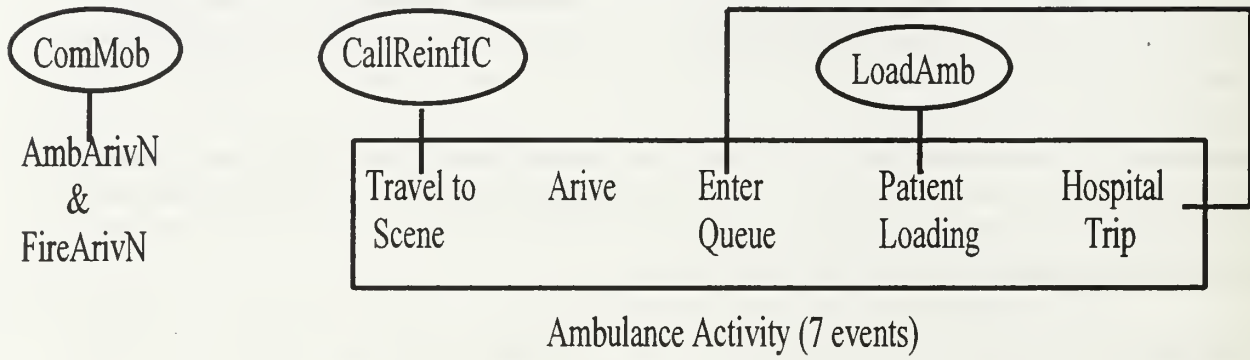 ComMob
AmbArivN
&
FireArivN
CallReinfIC
LoadAmb
Travel to
Scene
Arive
Enter
Queue
Patient
Loading
Hospital
Trip
Ambulance Activity (7 events)